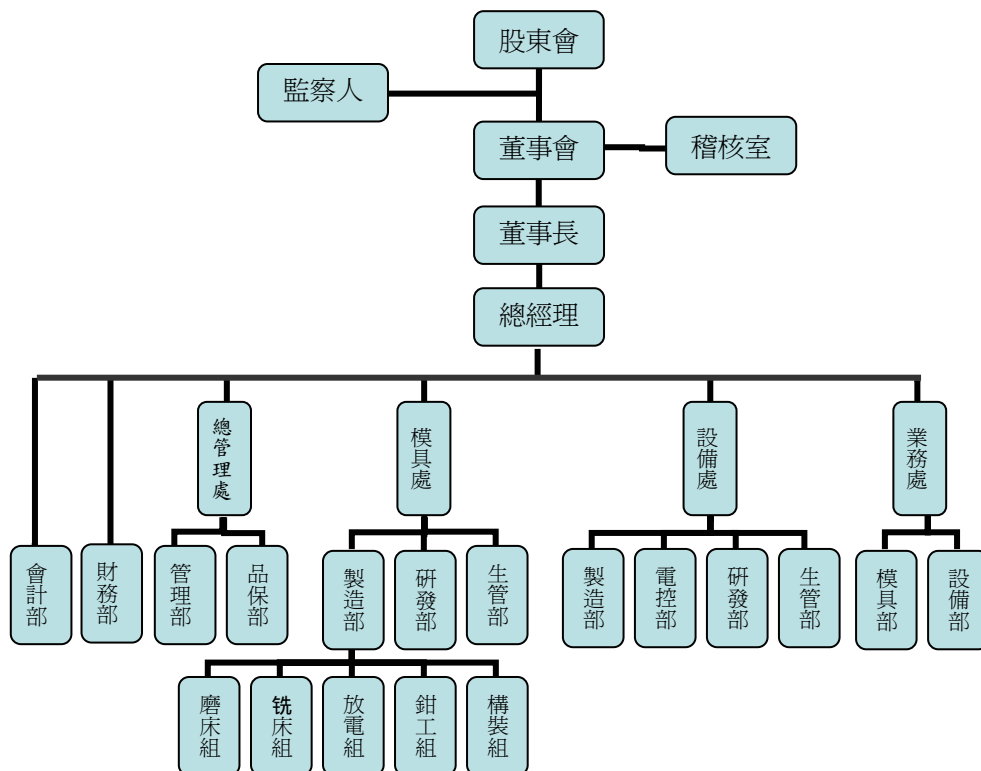 股東會
監察人
董事會
稽核室
董事長
總經理
總管理處
模具處
設備處
業務處
會計部
財務部
管理部
品保部
製造部
研發部
生管部
製造部
電控部
研發部
生管部
模具部
設備部
磨床組
铣床組
放電組
鉗工組
構裝組